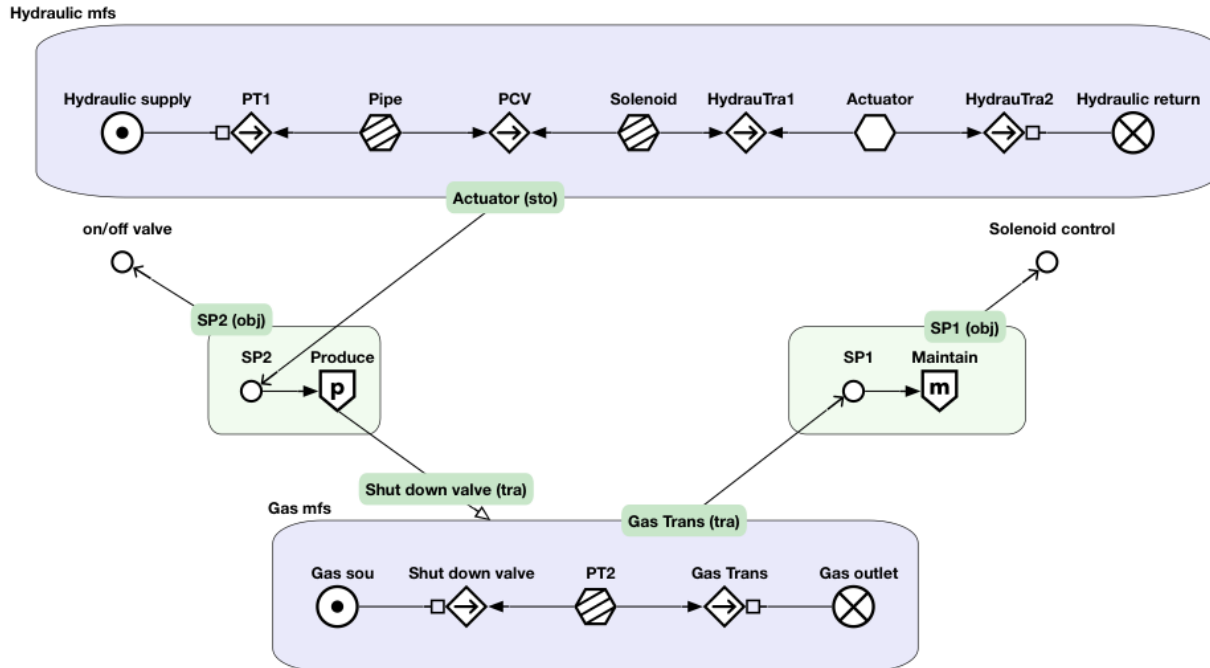 Hydraulic mfs
Hydraulic supply
PT1
Pipe
PCV
Solenoid
HydrauTra1
Actuator
HydrauTra2
Hydraulic return
Actuator (sto)
on/off valve
Solenoid control
SP2 (obj)
SP1 (obj)
SP2
Produce
p
SP1
Maintain
m
Shut down valve (tra)
Gas mfs
Gas Trans (tra)
Gas sou
Shut down valve
PT2
Gas Trans
Gas outlet